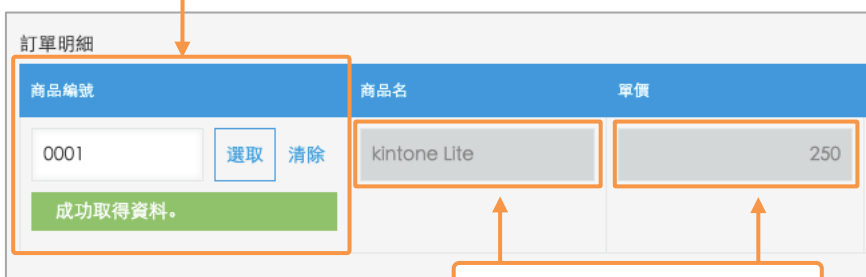 訂單明細
商品編號 商品名 單價
0001 選取 清除 kintone Lite 250
成功取得資料。